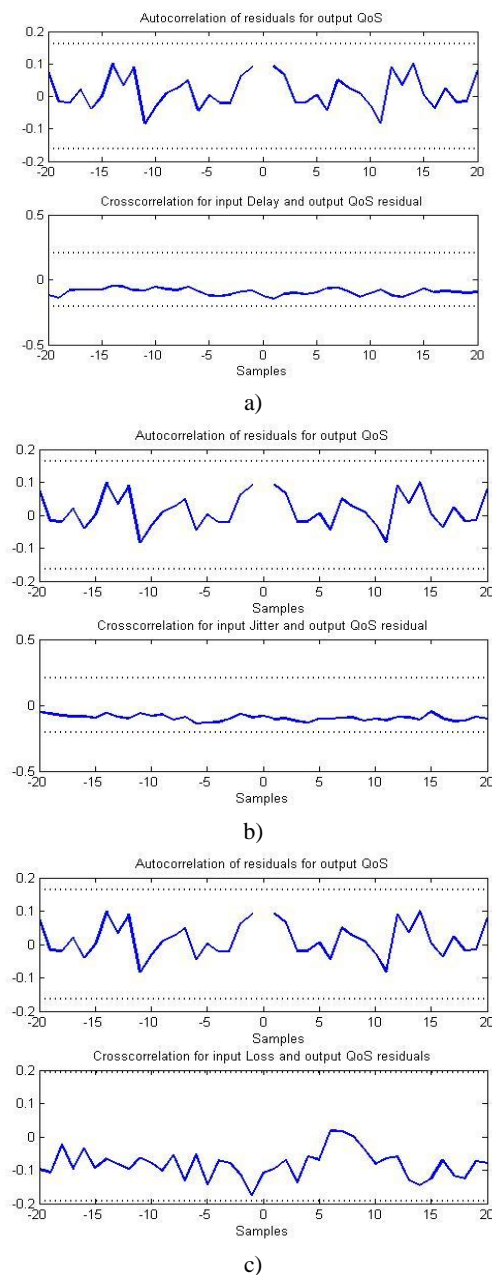 Autocorrelation of residuals for output QoS
0.2
0.1
0
-0.1
0.2
-20 -15 -10 -5 0 5 10 15 20
Crosscorrelation for input Delay and output QoS residual
0.5
0
-0.5
-20 -15 -10 -5 0 5 10 15 20
Samples
a)
Autocorrelation of residuals for output QoS
0.2
0.1
0
-0.1
-0.2
-20 -15 -10 -5 0 5 10 15 20
Samples
Crosscorrelation for input Jitter and output QoS residual
0.5
0
-0.5
-20 -15 -10 -5 0 5 10 15 20
Samples
b)
Autocorrelation of residuals for output QoS
0.2
0.1
0
-0.1
-0.2
-20 -15 -10 -5 0 5 10 15 20
Samples
Crosscorrelation for input Loss and output QoS residuals
0.2
0.1
0
-0.1
-0.2
-20 -15 -10 -5 0 5 10 15 20
Samples
c)